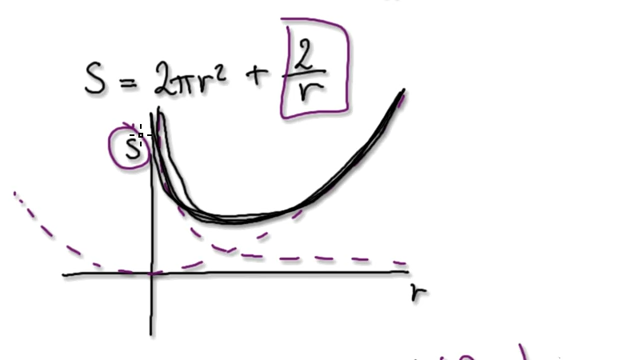 S = 2πr² + 2/r
S
r